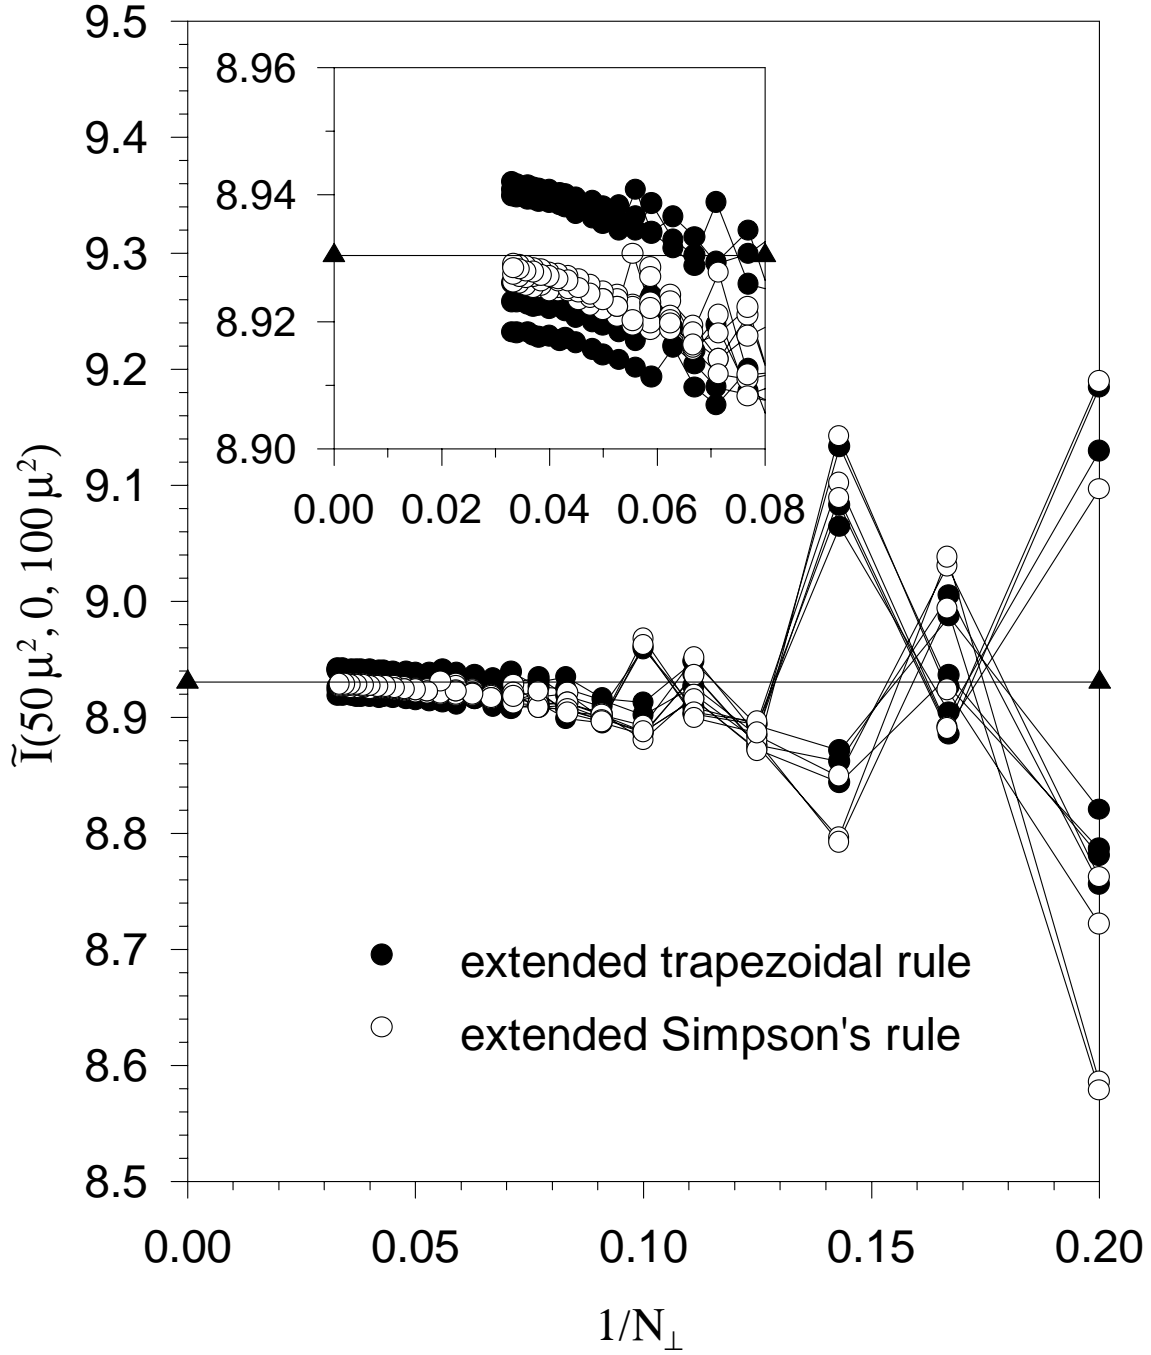 9.5
9.4
9.3
9.2
9.1
9.0
8.9
8.8
8.7
8.6
8.5
8.96
8.94
8.92
8.90
0.00 0.02 0.04 0.06 0.08
Ĩ(50 μ², 0, 100 μ²)
extended trapezoidal rule
extended Simpson's rule
0.00 0.05 0.10 0.15 0.20
1/N⊥